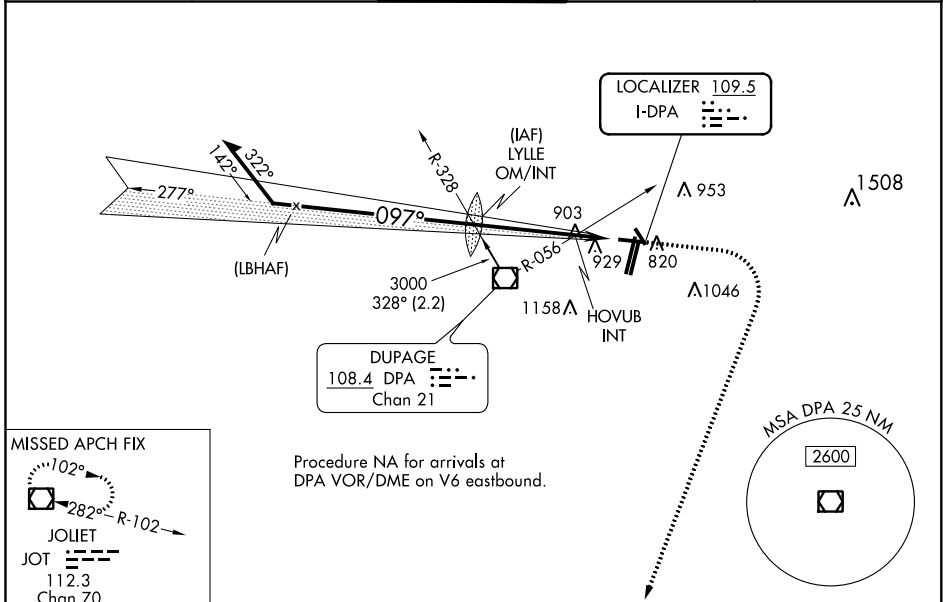 LOCALIZER 109.5
I-DPA
(IAF)
LYLLE
OM/INT
R-328
322°
142°
277°
097°
(LBHAF)
903
953
1508
R-056
929
820
3000
328° (2.2)
1158
HOVUB
INT
1046
DUPAGE
108.4 DPA
Chan 21
MSA DPA 25 NM
2600
Procedure NA for arrivals at
DPA VOR/DME on V6 eastbound.
MISSED APCH FIX
102°
282°
R-102
JOLIET
JOT
112.3
Chan 70